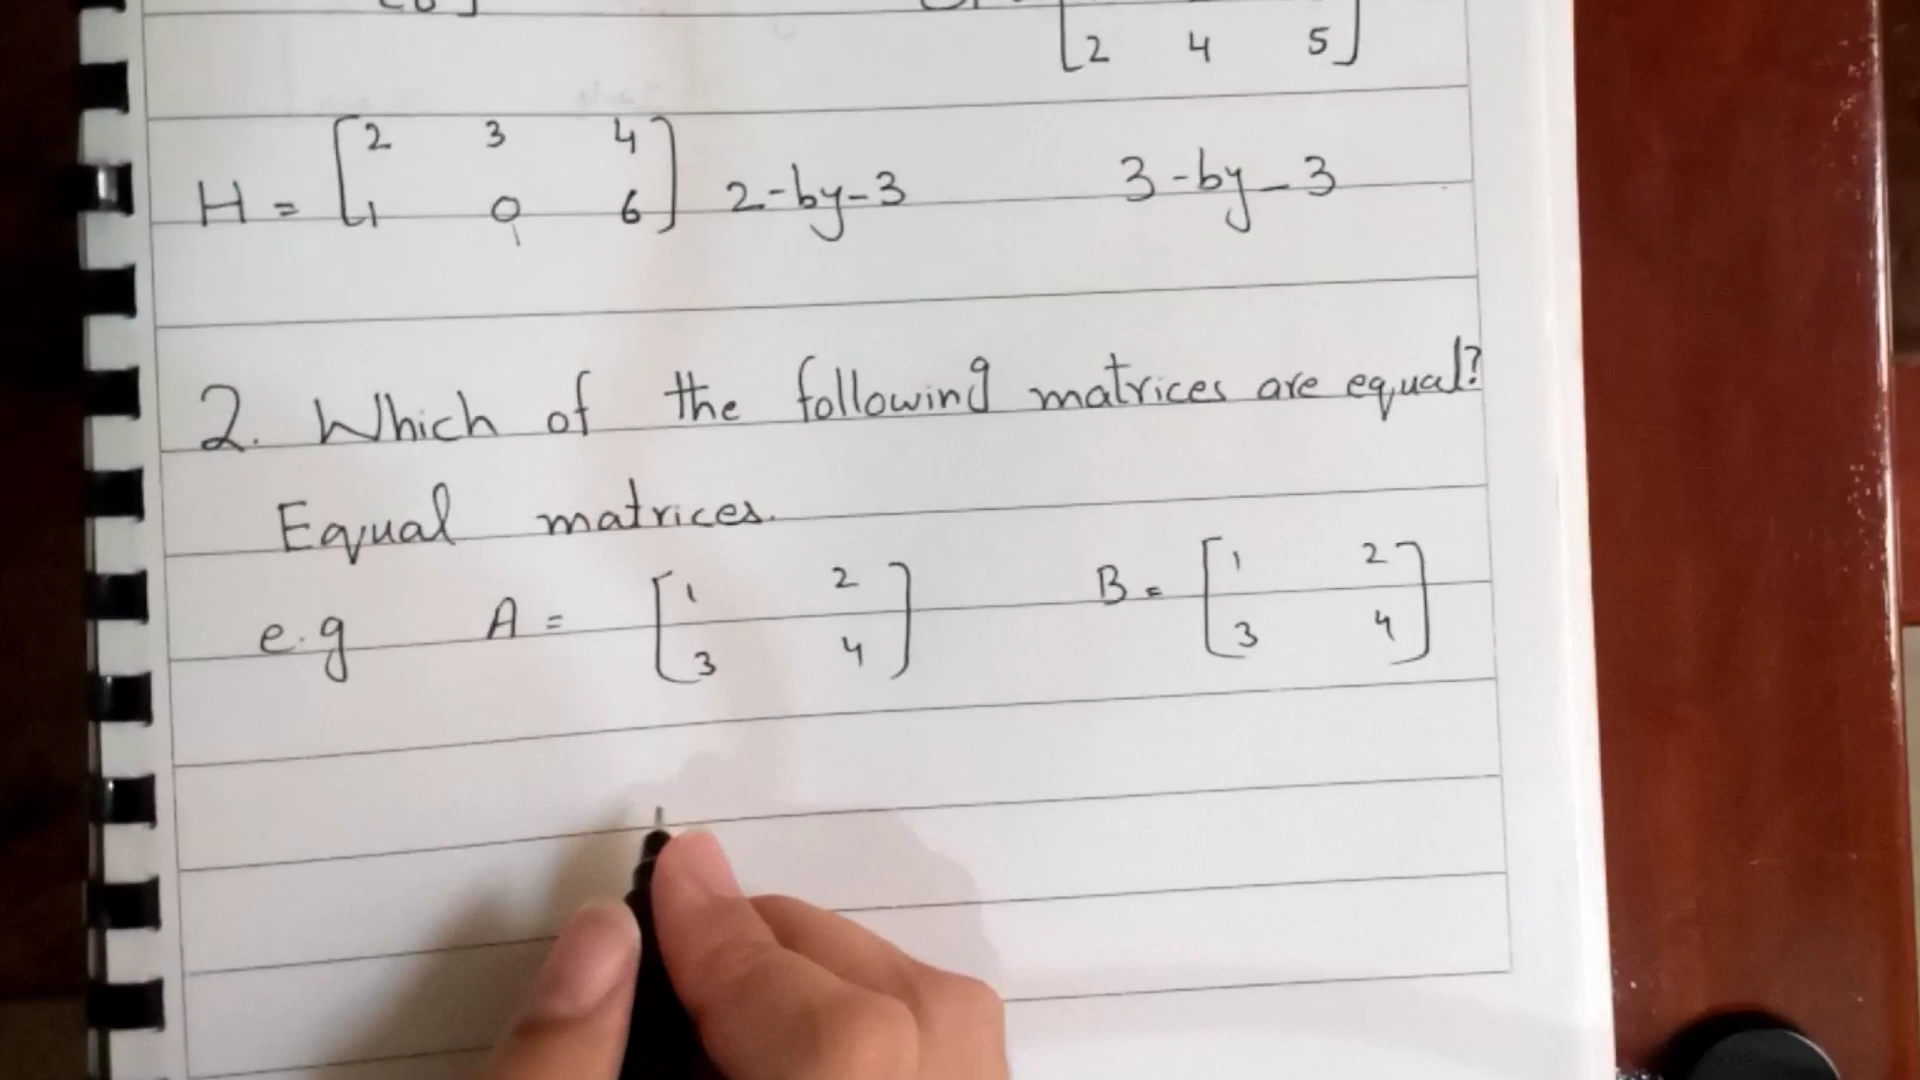 2 4 5
H = [2 3 4
1 0 6] 2-by-3 3-by-3
2. Which of the following matrices are equal?
Equal matrices.
e.g A = [1 2 B = [1 2
3 4] 3 4]